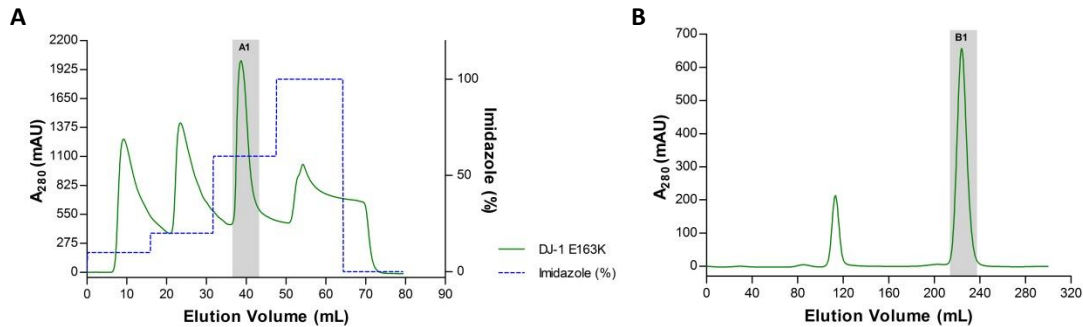 A
A1
2200
1925
1650
1375
1100
825
550
275
0
A280 (mAU)
100
50
0
Imidazole (%)
0 10 20 30 40 50 60 70 80 90
Elution Volume (mL)
DJ-1 E163K
Imidazole (%)
B
B1
700
600
500
400
300
200
100
0
A280 (mAU)
0 40 80 120 160 200 240 280 320
Elution Volume (mL)